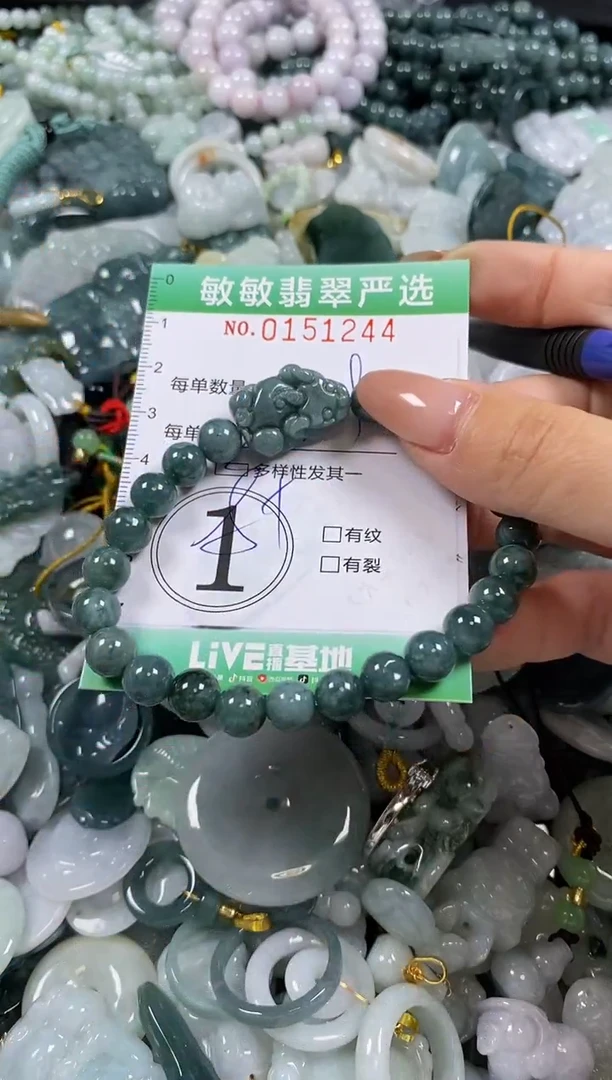 0
敏敏翡翠严选
1
NO.0151244
2
每单数量
3
每单
4
多样性发其一
1
□有纹
□有裂
LiVE直播基地